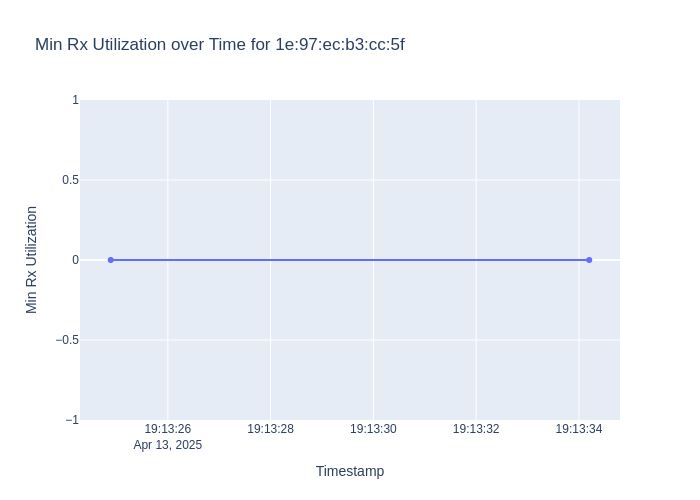 Min Rx Utilization over Time for 1e:97:ec:b3:cc:5f
Min Rx Utilization
1
0.5
0
−0.5
−1
19:13:26
Apr 13, 2025
19:13:28
19:13:30
19:13:32
19:13:34
Timestamp